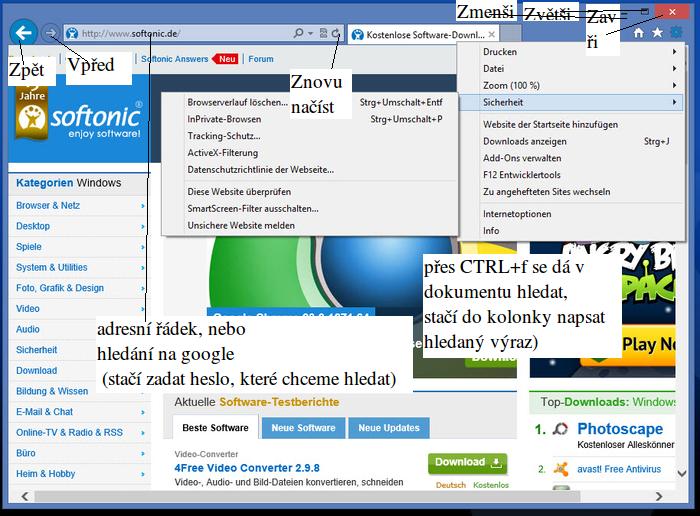 Zmenši
Zvětši
Zav
ři
http://www.softonic.de/
Kostenlose Software-Downl...
Zpět
Vpřed
Softonic Answers
Neu
Forum
Znovu
načíst
Drucken
Datei
Zoom (100 %)
Sicherheit
Website der Startseite hinzufügen
Downloads anzeigen Strg+J
Add-Ons verwalten
F12 Entwicklertools
Zu angehefteten Sites wechseln
Internetoptionen
Info
Browserverlauf löschen... Strg+Umschalt+Entf
InPrivate-Browsen Strg+Umschalt+P
Tracking-Schutz...
ActiveX-Filterung
Datenschutzrichtlinie der Webseite...
Diese Website überprüfen
SmartScreen-Filter ausschalten...
Unsichere Website melden
Jahre
softonic
enjoy software!
Kategorien Windows
Browser & Netz
Desktop
Spiele
System & Utilities
Foto, Grafik & Design
Video
Audio
Sicherheit
Download
Bildung & Wissen
E-Mail & Chat
Online-TV & Radio & RSS
Büro
Heim & Hobby
přes CTRL+f se dá v
dokumentu hledat,
stačí do kolonky napsat
hledaný výraz)
adresní řádek, nebo
hledání na google
(stačí zadat heslo, které chceme hledat)
Play No
Aktuelle Software-Testberichte
Beste Software
Neue Software
Neue Updates
Video-Converter
4Free Video Converter 2.9.8
Video-, Audio- und Bild-Dateien konvertieren, schneiden
Download
Deutsch Kostenlos
Top-Downloads: Windows
1. Photoscape
Kostenloser Alleskönner
2. avast! Free Antivirus
3.